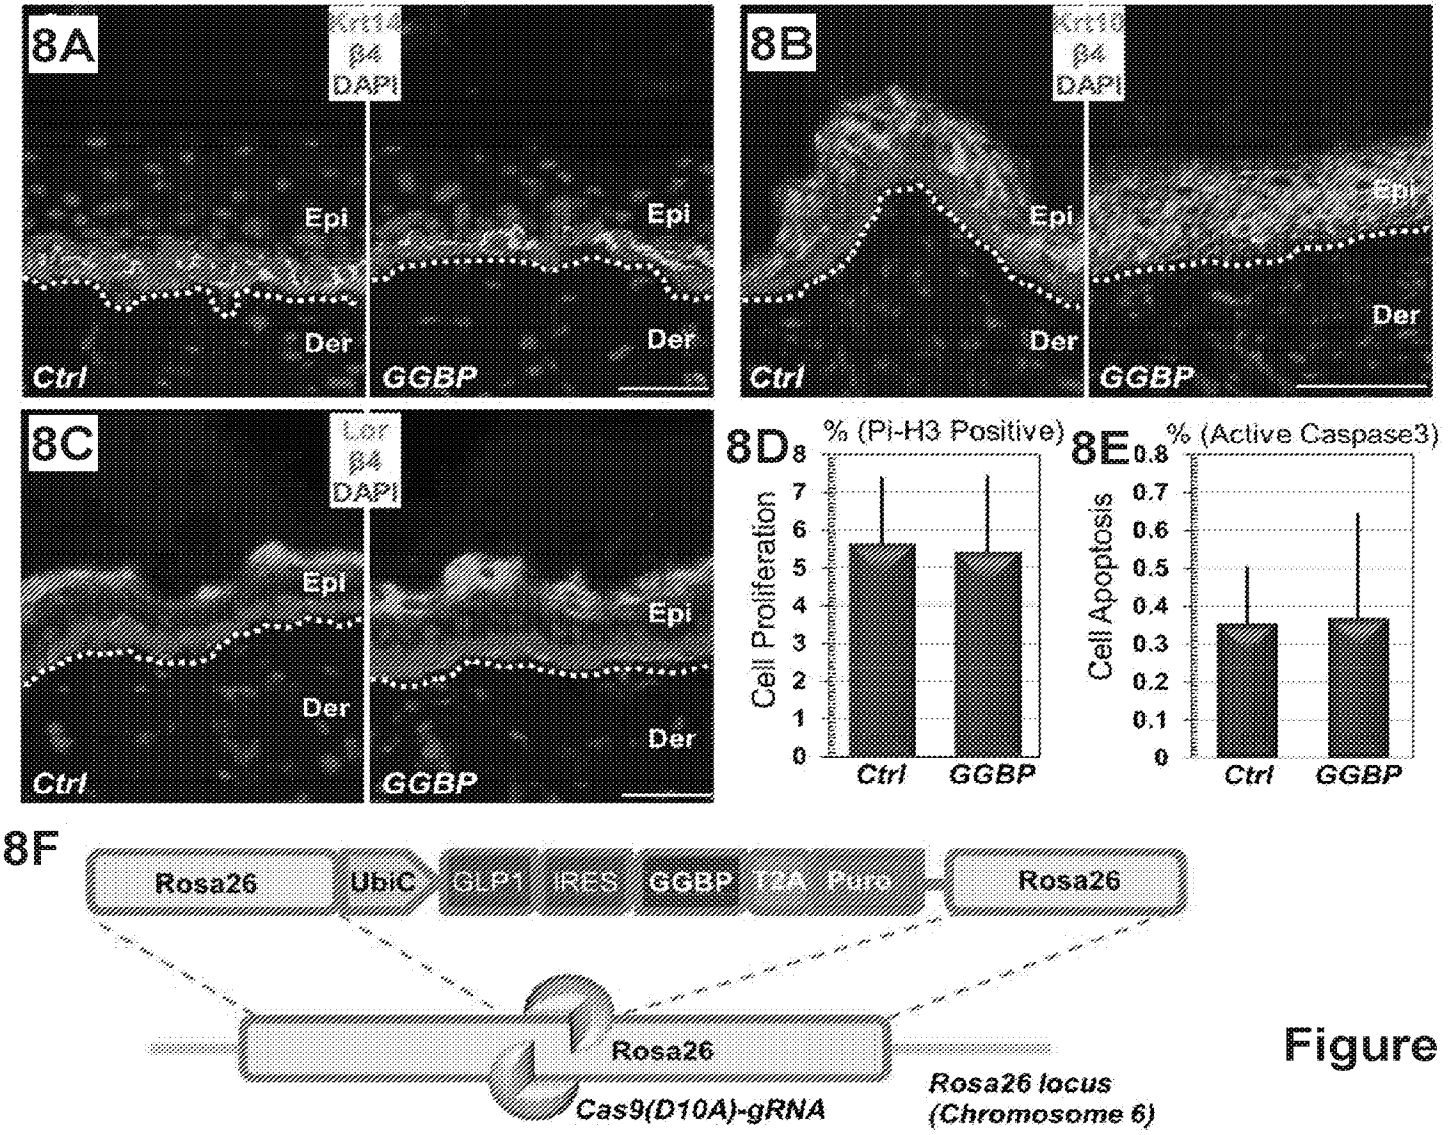 8A
Krt14
β4
DAPI
Epi
Epi
Der
Der
Ctrl
GGBP
8B
Krt10
β4
DAPI
Epi
Epi
Der
Der
Ctrl
GGBP
8C
Lor
β4
DAPI
Epi
Epi
Der
Der
Ctrl
GGBP
8D
% (Pi-H3 Positive)
Cell Proliferation
8
7
6
5
4
3
2
1
0
Ctrl
GGBP
8E
% (Active Caspase3)
Cell Apoptosis
0.8
0.7
0.6
0.5
0.4
0.3
0.2
0.1
0
Ctrl
GGBP
8F
Rosa26
UbiC
GLP1
IRES
GGBP
T2A
Puro
Rosa26
Rosa26
Cas9(D10A)-gRNA
Rosa26 locus
(Chromosome 6)
Figure